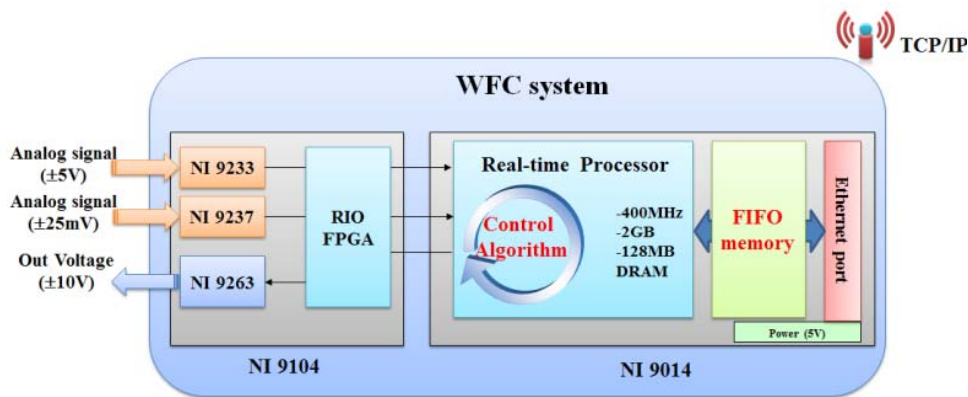 TCP/IP
WFC system
Analog signal
(±5V)
NI 9233
Analog signal
(±25mV)
NI 9237
Out Voltage
(±10V)
NI 9263
RIO
FPGA
NI 9104
Real-time Processor
Control
Algorithm
-400MHz
-2GB
-128MB
DRAM
FIFO
memory
Ethernet port
Power (5V)
NI 9014